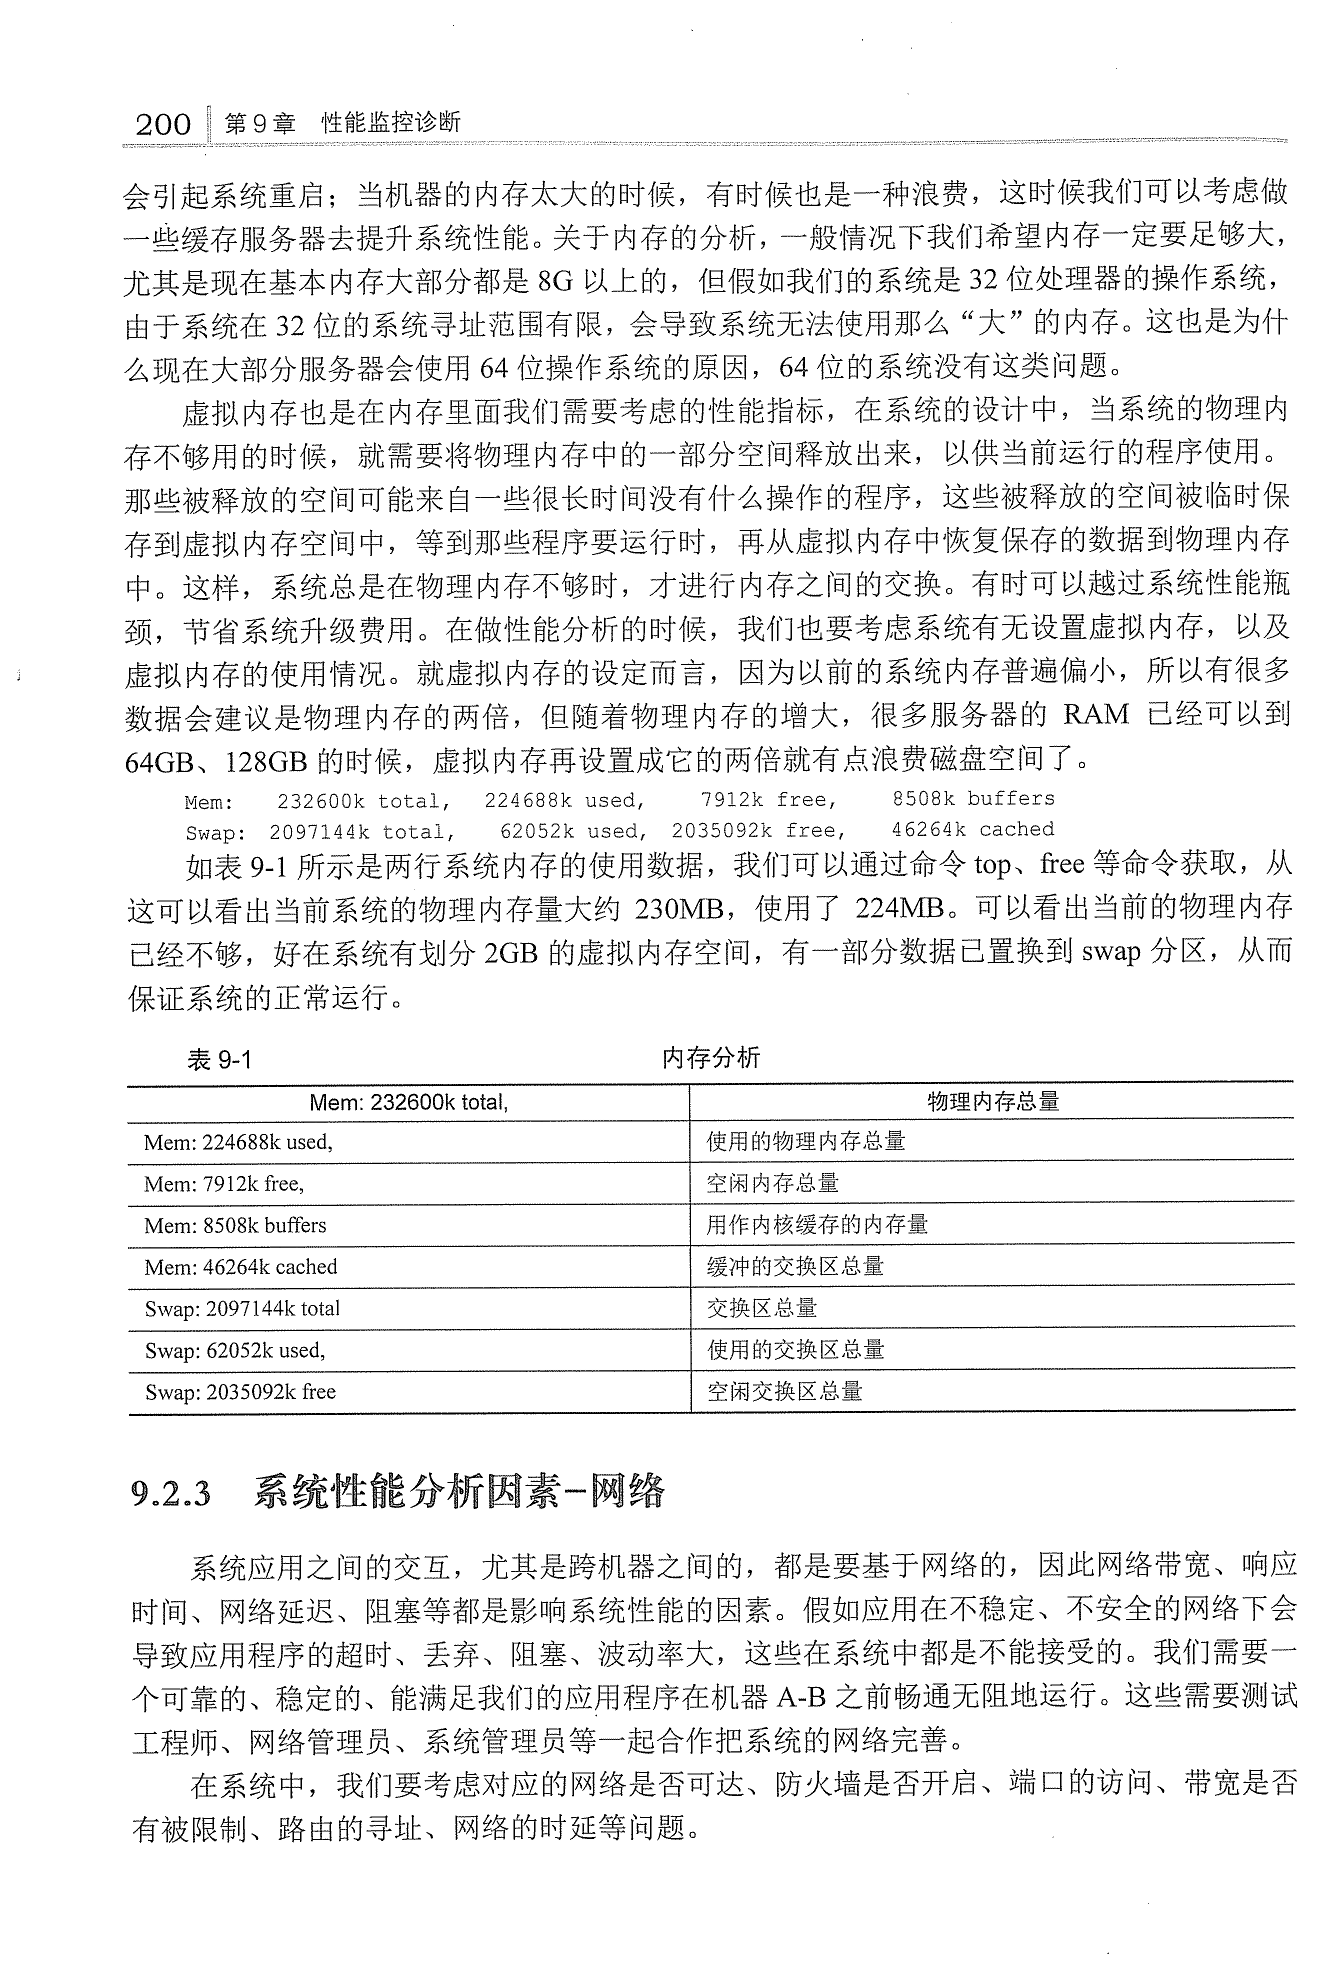 200 第9章 性能监控诊断
会引起系统重启；当机器的内存太大的时候，有时候也是一种浪费，这时候我们可以考虑做
一些缓存服务器去提升系统性能。关于内存的分析，一般情况下我们希望内存一定要足够大，
尤其是现在基本内存大部分都是 8G 以上的，但假如我们的系统是 32 位处理器的操作系统，
由于系统在 32 位的系统寻址范围有限，会导致系统无法使用那么“大”的内存。这也是为什
么现在大部分服务器会使用 64 位操作系统的原因，64 位的系统没有这类问题。
虚拟内存也是在内存里面我们需要考虑的性能指标，在系统的设计中，当系统的物理内
存不够用的时候，就需要将物理内存中的一部分空间释放出来，以供当前运行的程序使用。
那些被释放的空间可能来自一些很长时间没有什么操作的程序，这些被释放的空间被临时保
存到虚拟内存空间中，等到那些程序要运行时，再从虚拟内存中恢复保存的数据到物理内存
中。这样，系统总是在物理内存不够时，才进行内存之间的交换。有时可以越过系统性能瓶
颈，节省系统升级费用。在做性能分析的时候，我们也要考虑系统有无设置虚拟内存，以及
虚拟内存的使用情况。就虚拟内存的设定而言，因为以前的系统内存普遍偏小，所以有很多
数据会建议是物理内存的两倍，但随着物理内存的增大，很多服务器的 RAM 已经可以到
64GB、128GB 的时候，虚拟内存再设置成它的两倍就有点浪费磁盘空间了。
Mem: 232600k total, 224688k used, 7912k free, 8508k buffers
Swap: 2097144k total, 62052k used, 2035092k free, 46264k cached
如表 9-1 所示是两行系统内存的使用数据，我们可以通过命令 top、free 等命令获取，从
这可以看出当前系统的物理内存量大约 230MB，使用了 224MB。可以看出当前的物理内存
已经不够，好在系统有划分 2GB 的虚拟内存空间，有一部分数据已置换到 swap 分区，从而
保证系统的正常运行。
表 9-1 内存分析
Mem: 232600k total, 物理内存总量
Mem: 224688k used, 使用的物理内存总量
Mem: 7912k free, 空闲内存总量
Mem: 8508k buffers 用作内核缓存的内存量
Mem: 46264k cached 缓冲的交换区总量
Swap: 2097144k total 交换区总量
Swap: 62052k used, 使用的交换区总量
Swap: 2035092k free 空闲交换区总量
9.2.3 系统性能分析因素–网络
系统应用之间的交互，尤其是跨机器之间的，都是要基于网络的，因此网络带宽、响应
时间、网络延迟、阻塞等都是影响系统性能的因素。假如应用在不稳定、不安全的网络下会
导致应用程序的超时、丢弃、阻塞、波动率大，这些在系统中都是不能接受的。我们需要一
个可靠的、稳定的、能满足我们的应用程序在机器 A-B 之前畅通无阻地运行。这些需要测试
工程师、网络管理员、系统管理员等一起合作把系统的网络完善。
在系统中，我们要考虑对应的网络是否可达、防火墙是否开启、端口的访问、带宽是否
有被限制、路由的寻址、网络的时延等问题。